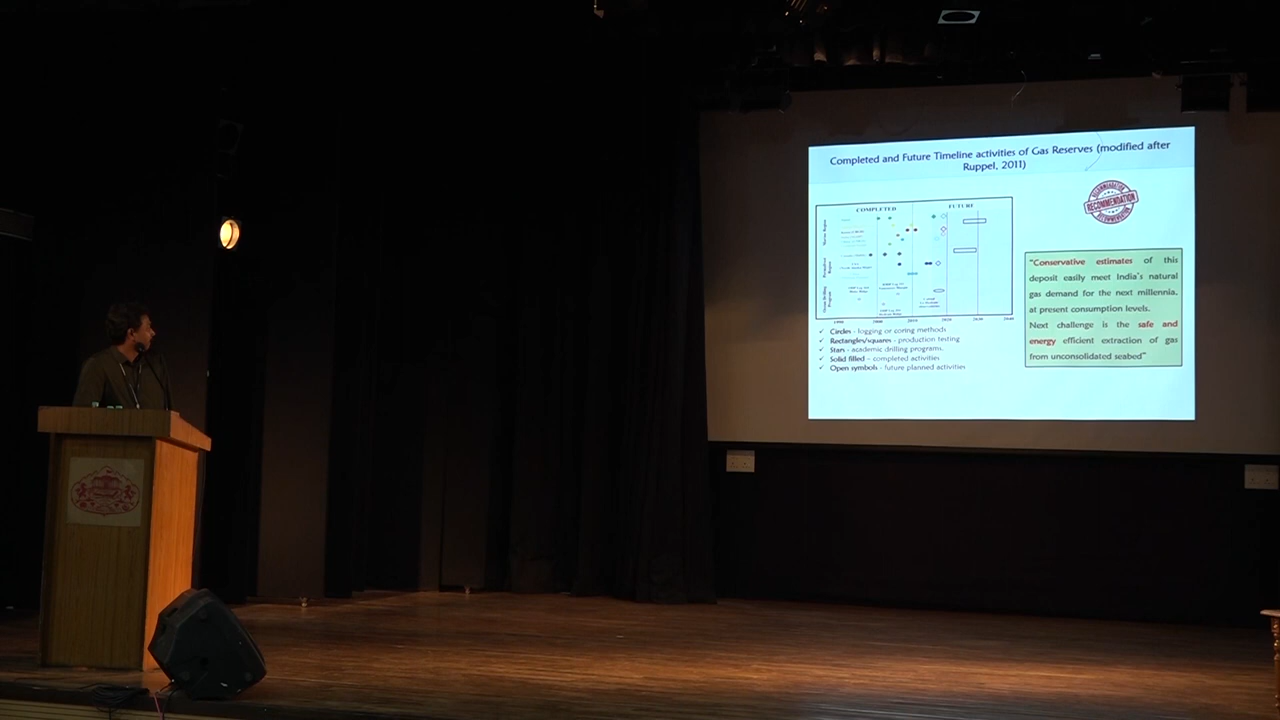 Completed and Future Timeline activities of Gas Reserves (modified after
Ruppel, 2011)
RECOMMENDATION
COMPLETED
FUTURE
✓ Circles - logging or coring methods
✓ Rectangles/squares - production testing
✓ Stars - academic drilling programs.
✓ Solid filled - completed activities
✓ Open symbols - future planned activities
"Conservative estimates of this
deposit easily meet India's natural
gas demand for the next millennia,
at present consumption levels.
Next challenge is the safe and
energy efficient extraction of gas
from unconsolidated seabed"